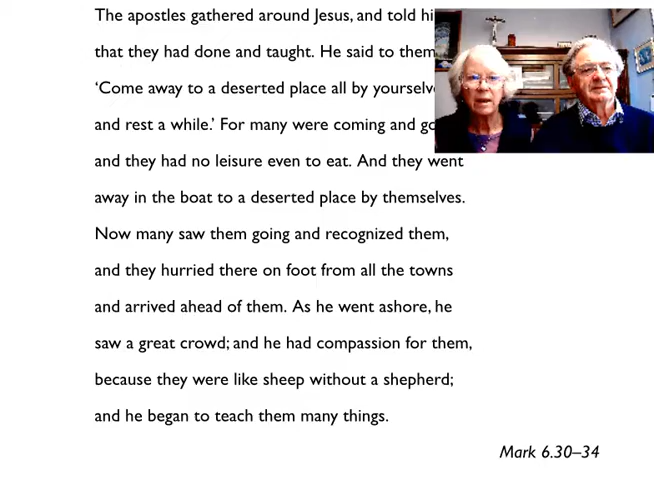 The apostles gathered around Jesus, and told
that they had done and taught. He said to them
‘Come away to a deserted place all by
and rest a while.’ For many were coming and
and they had no leisure even to eat. And they went
away in the boat to a deserted place by themselves.
Now many saw them going and recognized them,
and they hurried there on foot from all the towns
and arrived ahead of them. As he went ashore, he
saw a great crowd; and he had compassion for them,
because they were like sheep without a shepherd;
and he began to teach them many things.
Mark 6.30–34